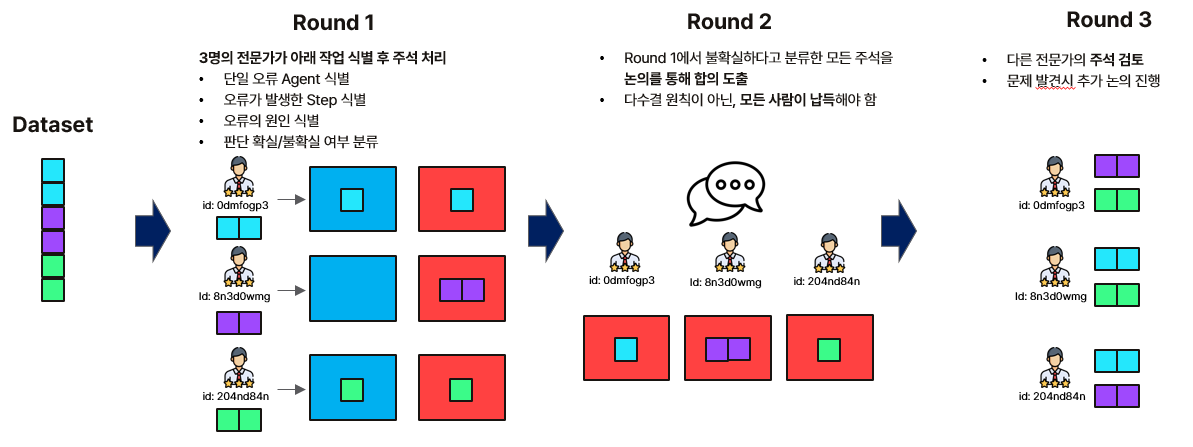 Dataset
Round 1
3명의 전문가가 아래 작업 식별 후 주석 처리
• 단일 오류 Agent 식별
• 오류가 발생한 Step 식별
• 오류의 원인 식별
• 판단 확실/불확실 여부 분류
id: 0dmfogp3
Id: 8n3d0wmg
id: 204nd84n
Round 2
• Round 1에서 불확실하다고 분류한 모든 주석을
논의를 통해 합의 도출
• 다수결 원칙이 아닌, 모든 사람이 납득해야 함
id: 0dmfogp3
Id: 8n3d0wmg
id: 204nd84n
Round 3
• 다른 전문가의 주석 검토
• 문제 발견시 추가 논의 진행
id: 0dmfogp3
Id: 8n3d0wmg
id: 204nd84n